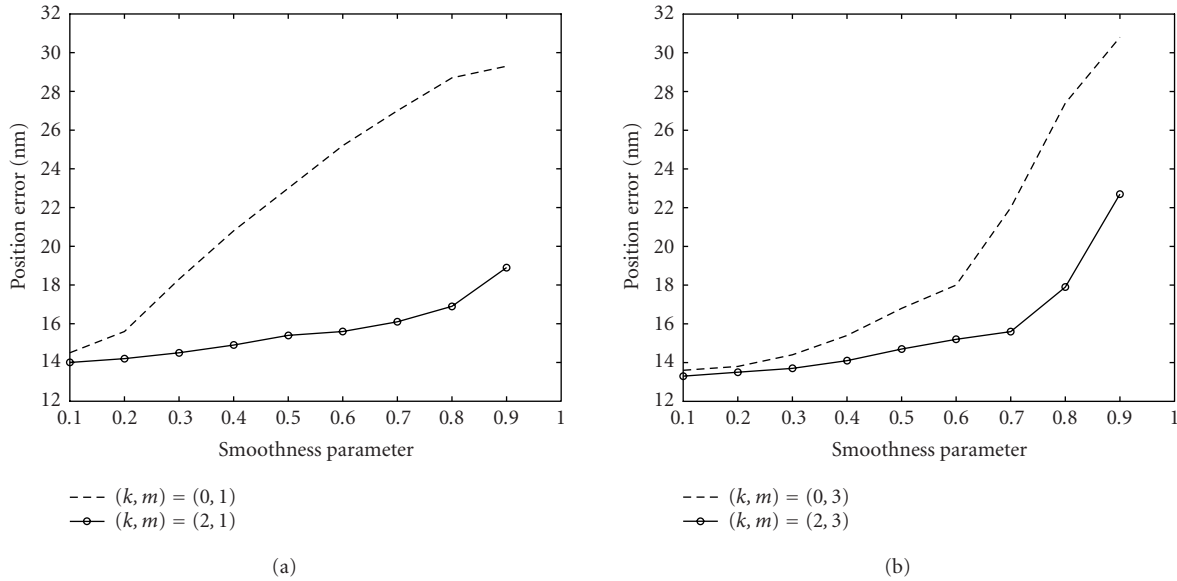 32
30
28
26
24
22
20
18
16
14
12
Position error (nm)
0.1 0.2 0.3 0.4 0.5 0.6 0.7 0.8 0.9 1
Smoothness parameter
(k, m) = (0, 1)
(k, m) = (2, 1)
(a)
32
30
28
26
24
22
20
18
16
14
12
Position error (nm)
0.1 0.2 0.3 0.4 0.5 0.6 0.7 0.8 0.9 1
Smoothness parameter
(k, m) = (0, 3)
(k, m) = (2, 3)
(b)